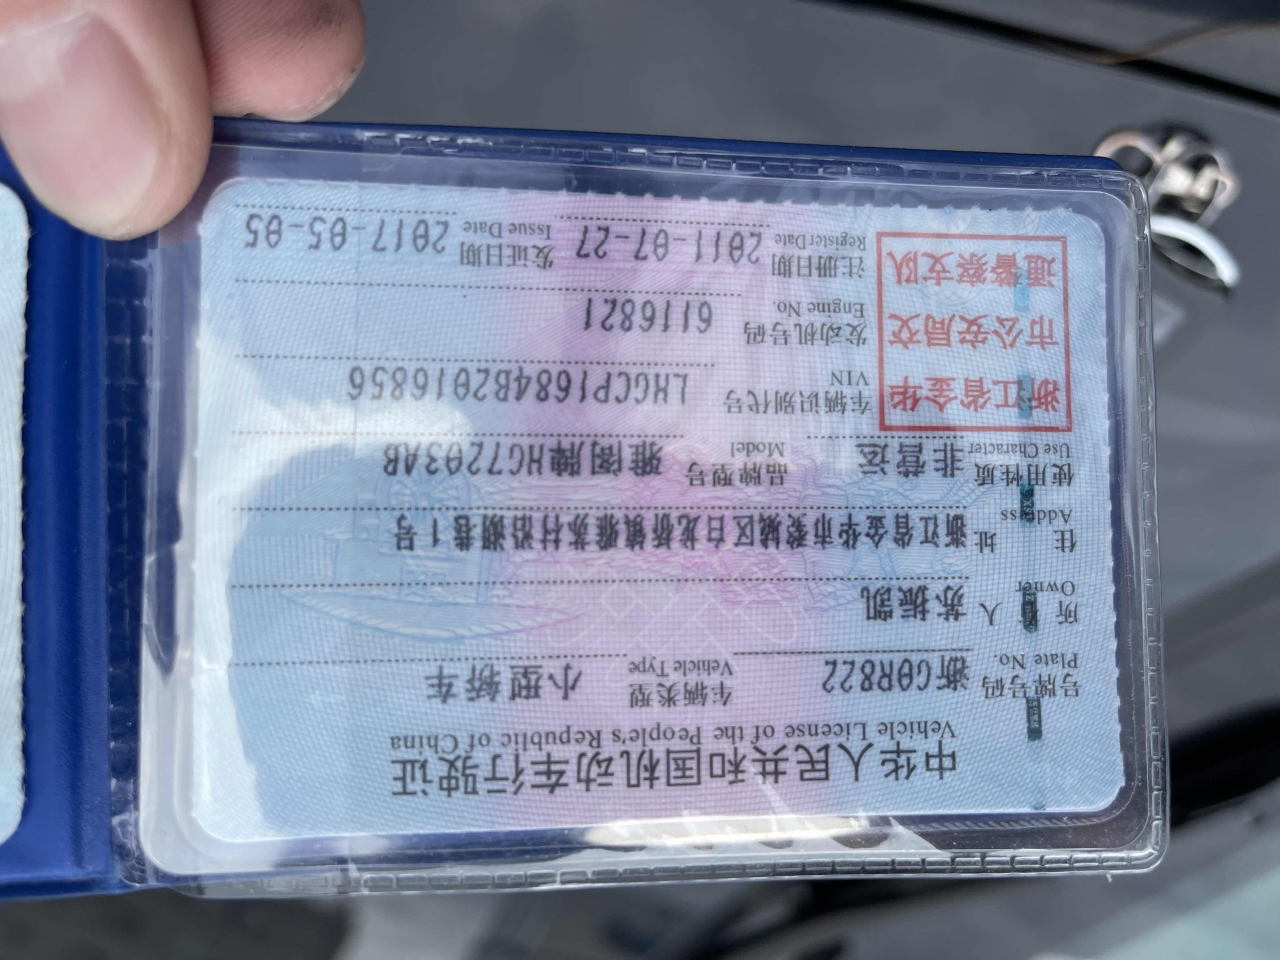 中华人民共和国机动车行驶证
Vehicle License of the People's Republic of China
号牌号码 浙G0R822 车辆类型 小型轿车
Plate No. Vehicle Type
所有人 苏振凯
Owner
住址 浙江省金华市婺城区白龙桥镇雅苏村沿湖巷1号
Address
使用性质 非营运 品牌型号 雅阁牌HG7203AB
Use Character Model
浙江省金华
市公安局交
通警察支队
车辆识别代号 LHGCP1684B2016856
VIN
发动机号码 6116821
Engine No.
注册日期 2011-07-27 发证日期 2017-05-05
Register Date Issue Date